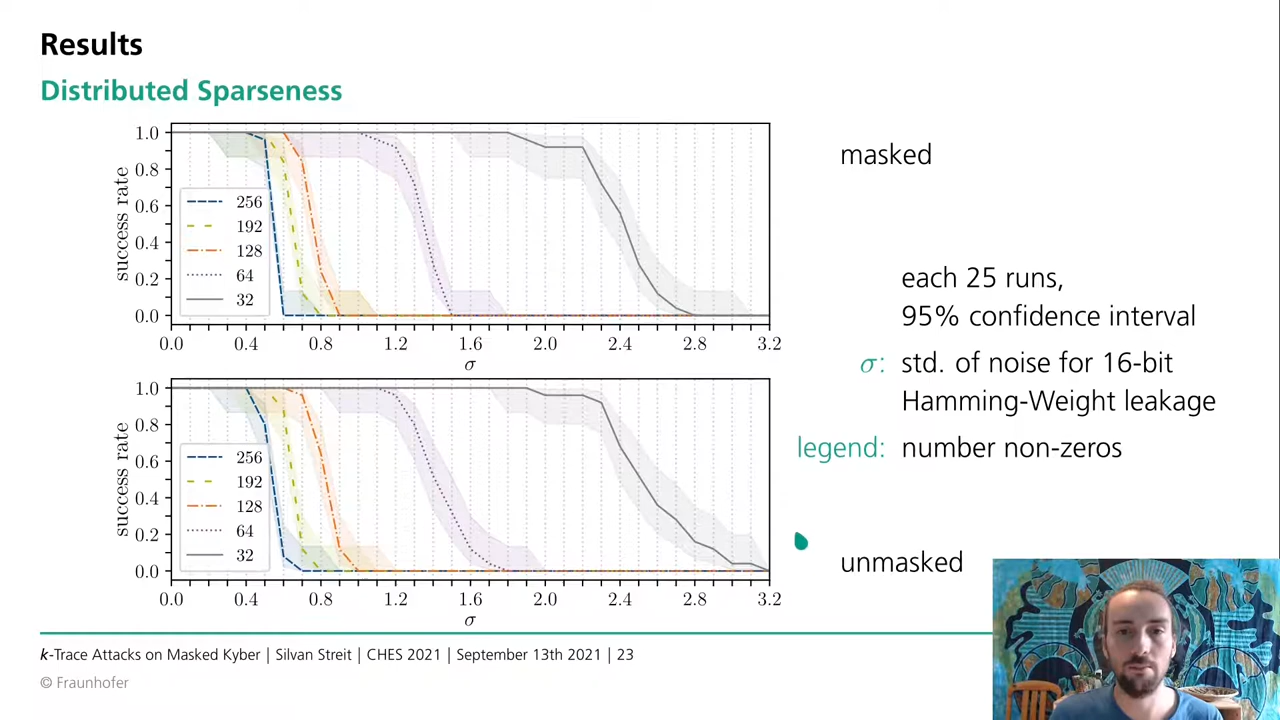 Results
Distributed Sparseness
success rate
1.0
0.8
0.6
0.4
0.2
0.0
256
192
128
64
32
0.0 0.4 0.8 1.2 1.6 2.0 2.4 2.8 3.2
σ
masked
each 25 runs,
95% confidence interval
σ: std. of noise for 16-bit
Hamming-Weight leakage
legend: number non-zeros
success rate
1.0
0.8
0.6
0.4
0.2
0.0
256
192
128
64
32
0.0 0.4 0.8 1.2 1.6 2.0 2.4 2.8 3.2
σ
unmasked
k-Trace Attacks on Masked Kyber | Silvan Streit | CHES 2021 | September 13th 2021 | 23
© Fraunhofer